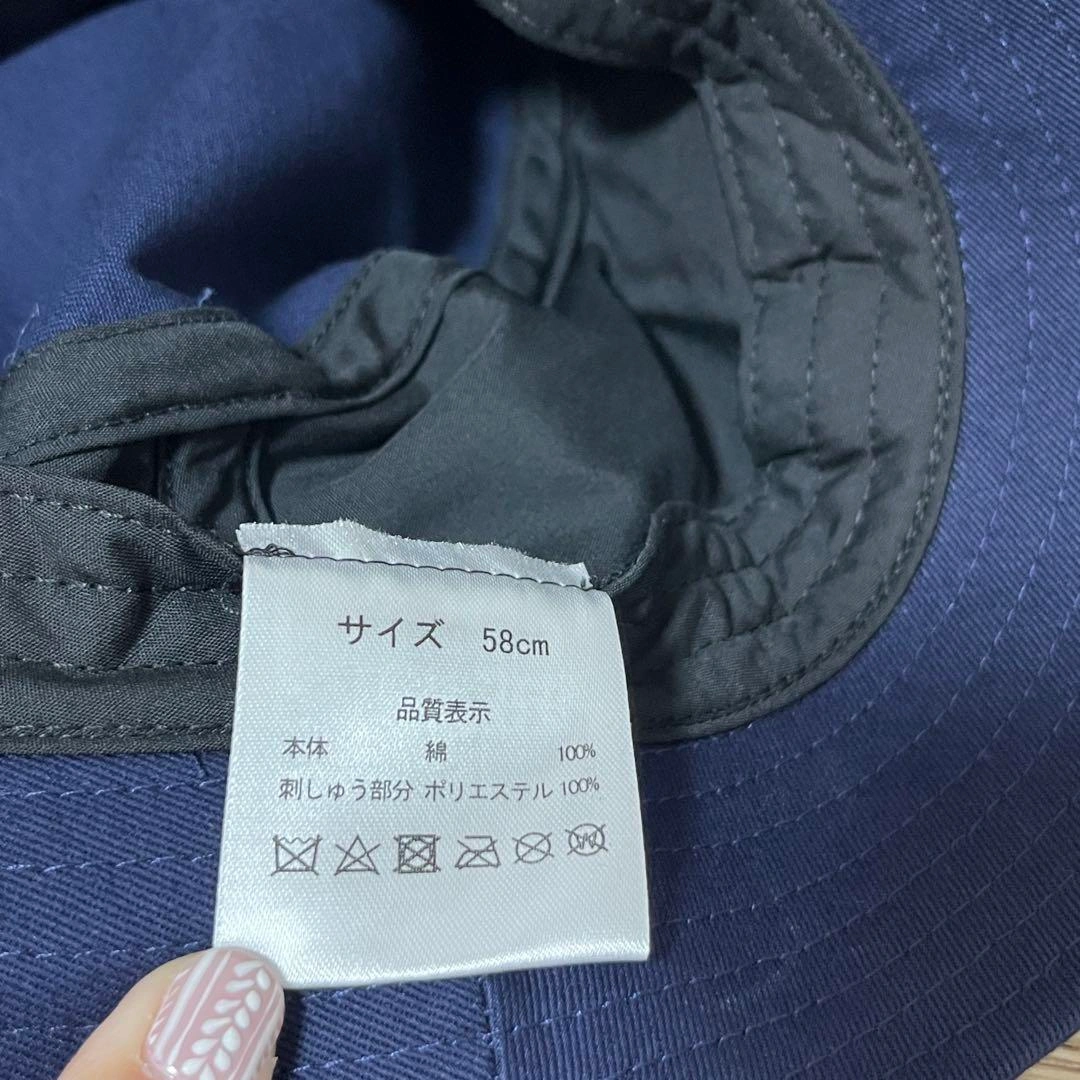 サイズ 58cm
品質表示
本体 綿 100%
刺しゅう部分 ポリエステル 100%